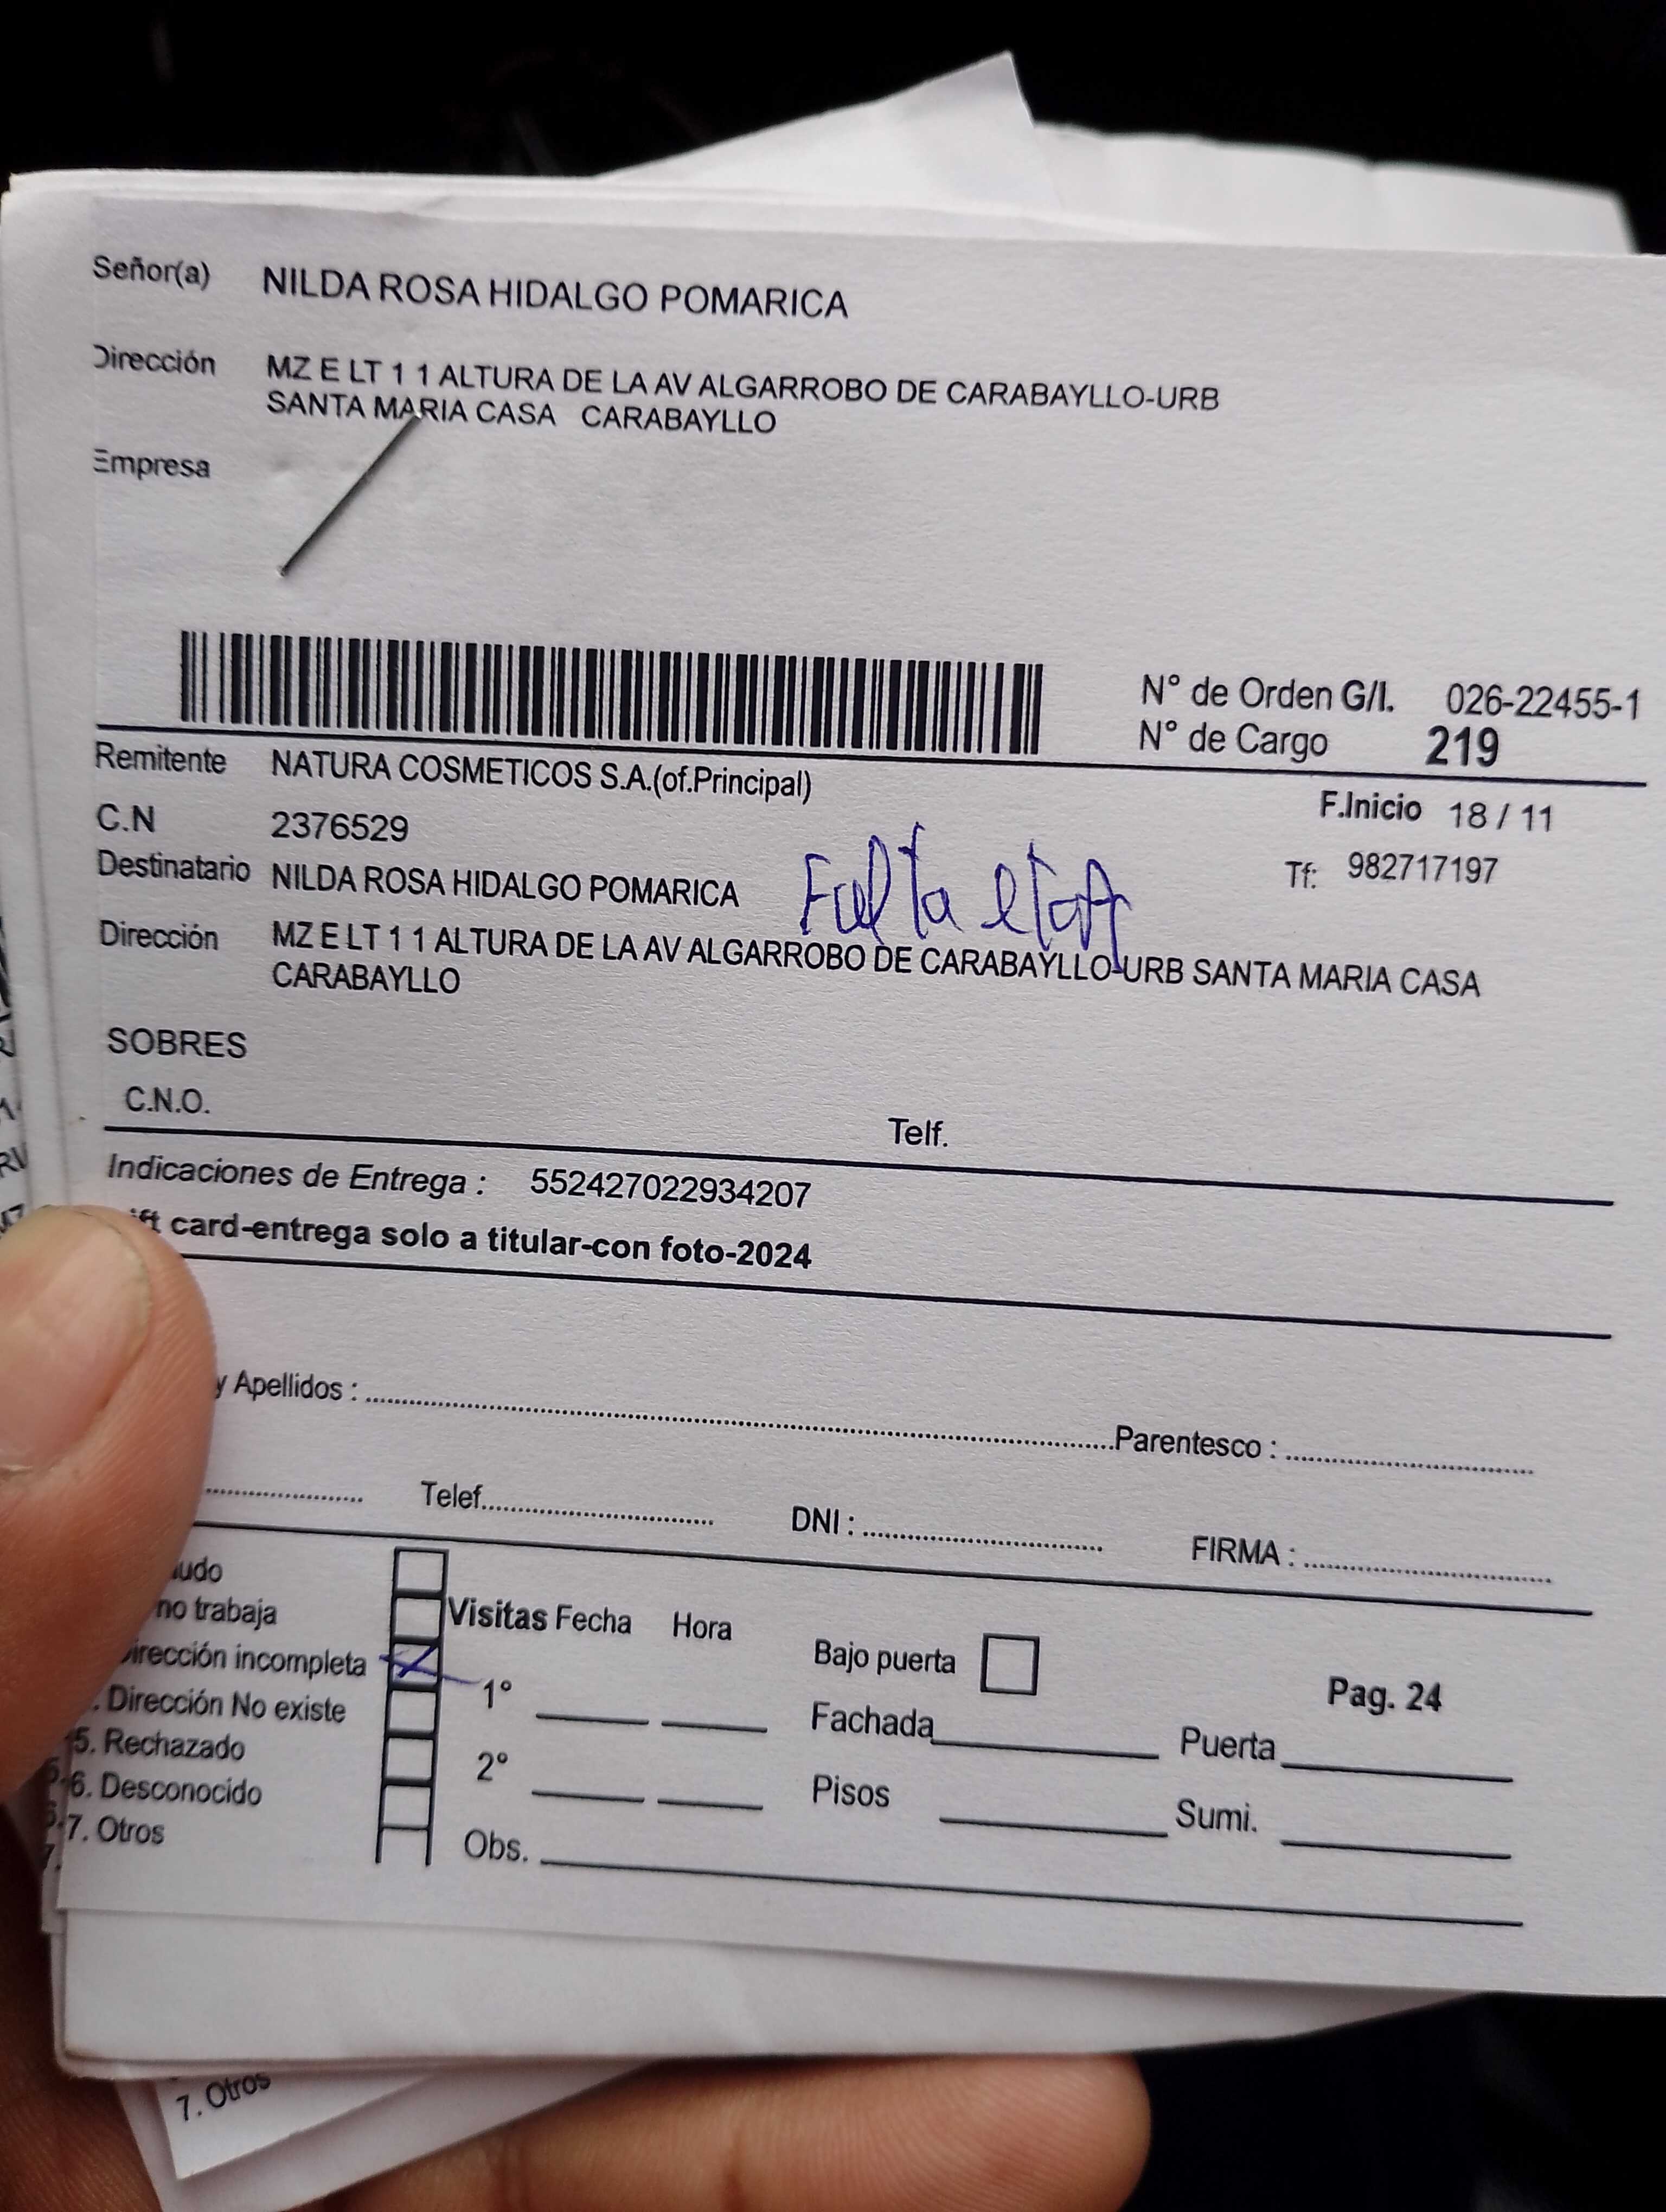 Señor(a) NILDA ROSA HIDALGO POMARICA
Dirección MZ E LT 1 1 ALTURA DE LA AV ALGARROBO DE CARABAYLLO-URB
SANTA MARIA CASA CARABAYLLO
Empresa
N° de Orden G/I. 026-22455-1
N° de Cargo 219
Remitente NATURA COSMETICOS S.A.(of.Principal)
F.Inicio 18 / 11
C.N 2376529
Tf: 982717197
Destinatario NILDA ROSA HIDALGO POMARICA
Falta etapa
Dirección MZ E LT 1 1 ALTURA DE LA AV ALGARROBO DE CARABAYLLO-URB SANTA MARIA CASA
CARABAYLLO
SOBRES
C.N.O.
Telf.
Indicaciones de Entrega : 552427022934207
ift card-entrega solo a titular-con foto-2024
y Apellidos : Parentesco :
Telef. DNI : FIRMA :
udo
no trabaja
Visitas Fecha Hora
irección incompleta
Bajo puerta
1°
Pag. 24
. Dirección No existe
Fachada Puerta
5. Rechazado
2°
6. Desconocido
Pisos Sumi.
7. Otros
Obs.
7. Otros